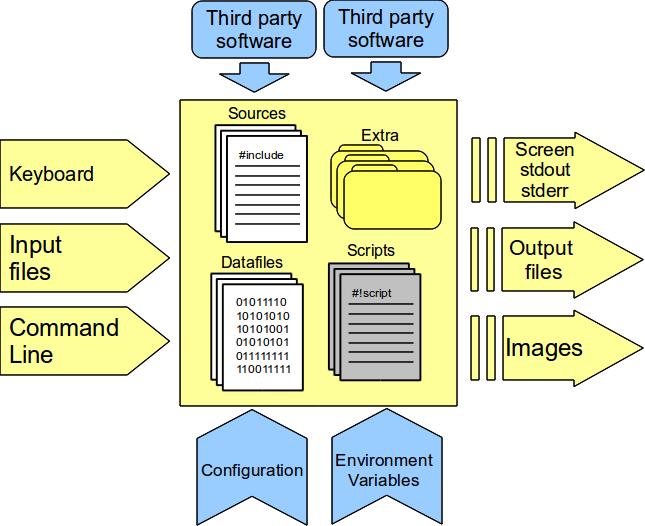 Third party
software
Third party
software
Sources
#include
Extra
Keyboard
Screen
stdout
stderr
Input
files
Datafiles
01011110
10101010
10101001
01010101
011111111
110011111
Scripts
#!script
Output
files
Command
Line
Images
Configuration
Environment
Variables